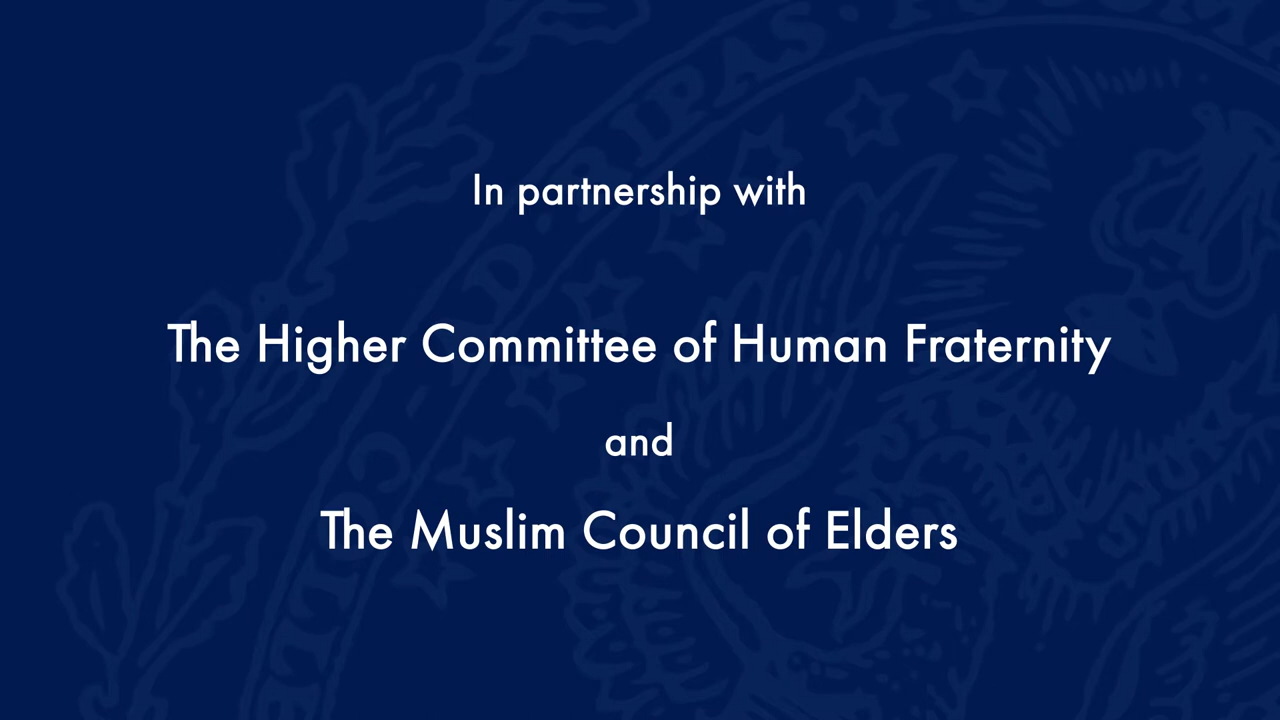 In partnership with
The Higher Committee of Human Fraternity
and
The Muslim Council of Elders